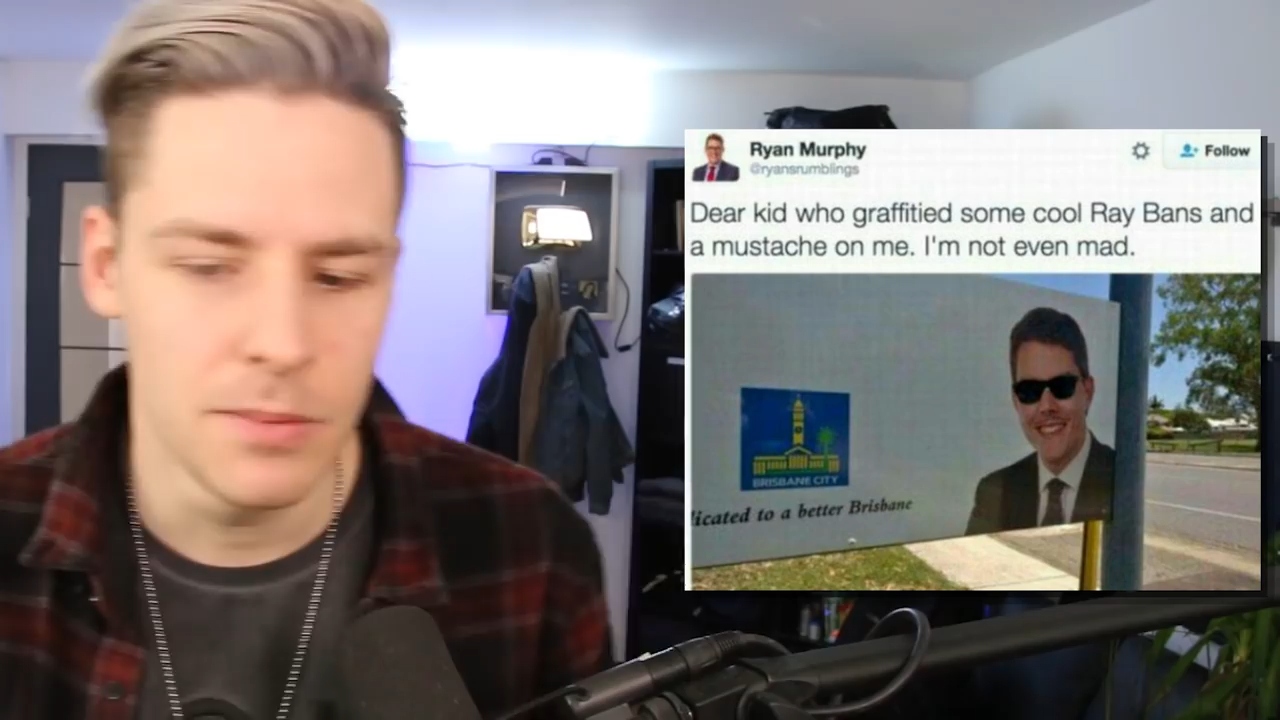 Ryan Murphy
@ryansrumblings
Follow
Dear kid who graffitied some cool Ray Bans and
a mustache on me. I'm not even mad.
BRISBANE CITY
licated to a better Brisbane